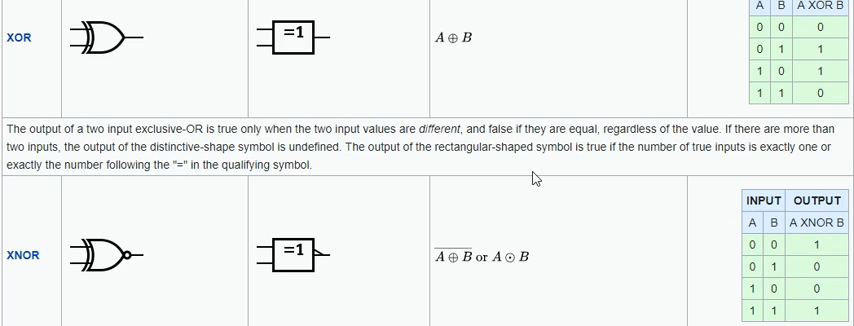 A B A XOR B
XOR =1 A ⊕ B
0 0 0
0 1 1
1 0 1
1 1 0
The output of a two input exclusive-OR is true only when the two input values are different, and false if they are equal, regardless of the value. If there are more than
two inputs, the output of the distinctive-shape symbol is undefined. The output of the rectangular-shaped symbol is true if the number of true inputs is exactly one or
exactly the number following the "=" in the qualifying symbol.
XNOR =1 A ⊕ B or A ⊙ B
INPUT OUTPUT
A B A XNOR B
0 0 1
0 1 0
1 0 0
1 1 1